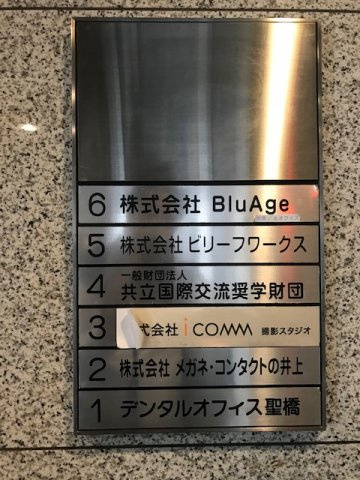 6 株式会社 BluAge
5 株式会社 ビリーフワークス
一般財団法人
4 共立国際交流奨学財団
3 式会社 i COMM 撮影スタジオ
2 株式会社 メガネ・コンタクトの井上
1 デンタルオフィス聖橋